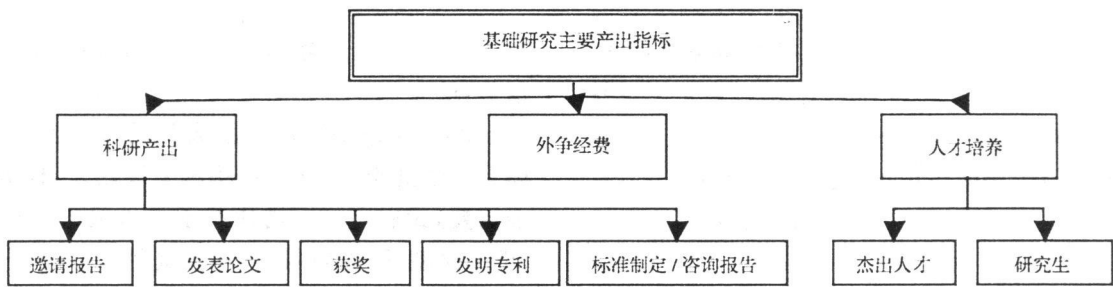 基础研究主要产出指标
科研产出
外争经费
人才培养
邀请报告
发表论文
获奖
发明专利
标准制定 / 咨询报告
杰出人才
研究生